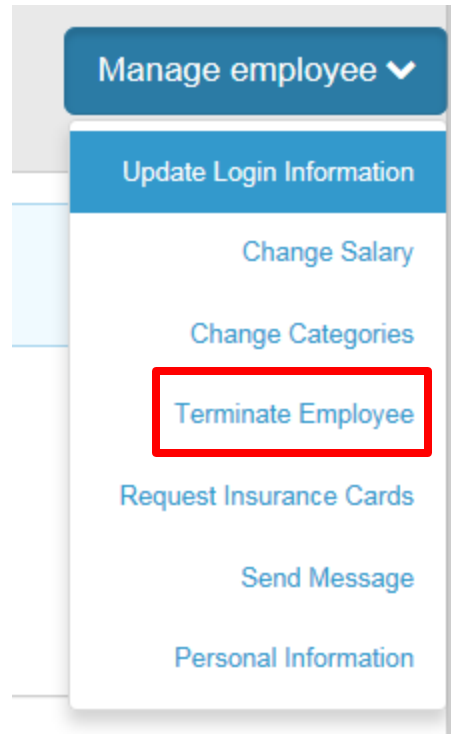 Manage employee
Update Login Information
Change Salary
Change Categories
Terminate Employee
Request Insurance Cards
Send Message
Personal Information